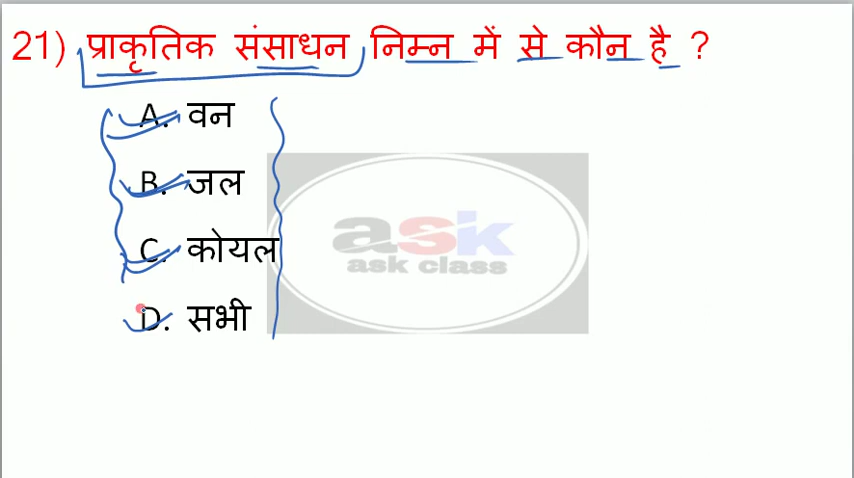 21) प्राकृतिक संसाधन निम्न में से कौन है ?
A. वन
B. जल
C. कोयल
D. सभी
ask
ask class